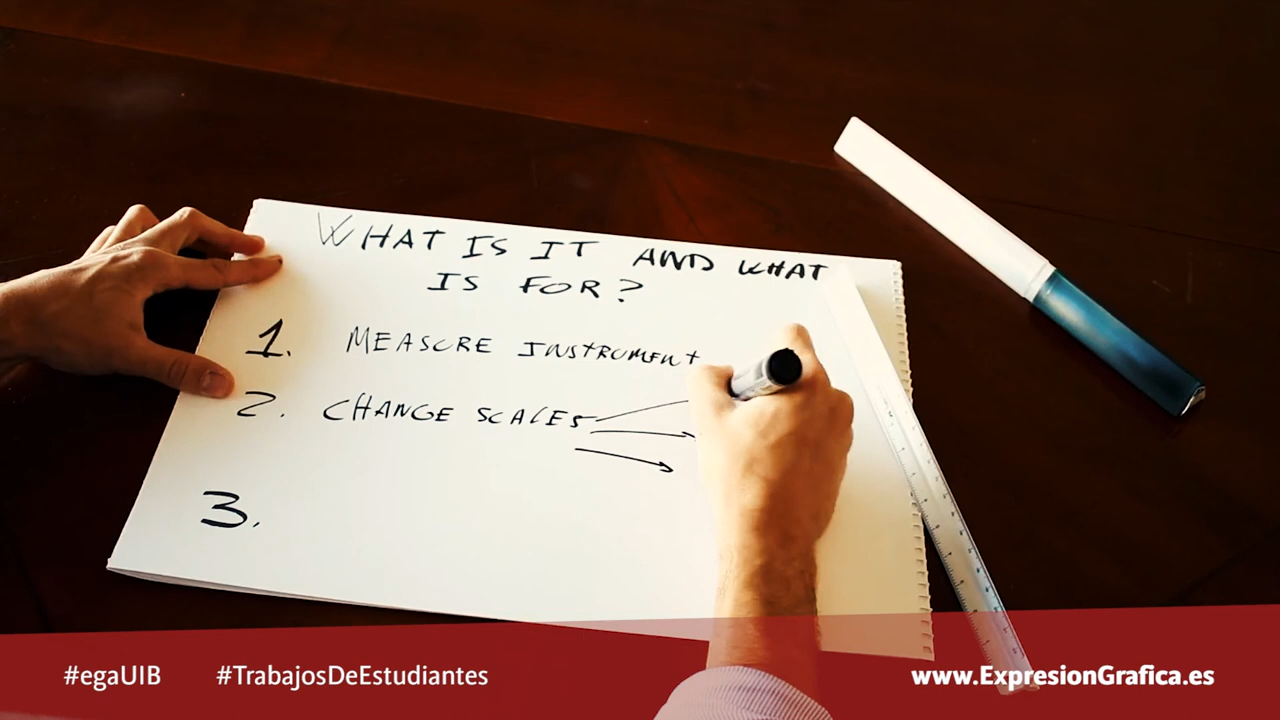 WHAT IS IT AND WHAT
IS FOR?
1. MEASURE INSTRUMENT
2. CHANGE SCALES
3.
#egaUIB #TrabajosDeEstudiantes www.ExpresionGrafica.es